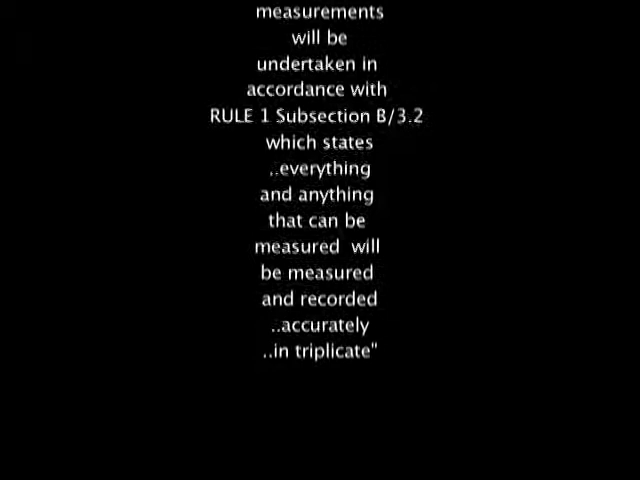 measurements
will be
undertaken in
accordance with
RULE 1 Subsection B/3.2
which states
..everything
and anything
that can be
measured will
be measured
and recorded
..accurately
..in triplicate"